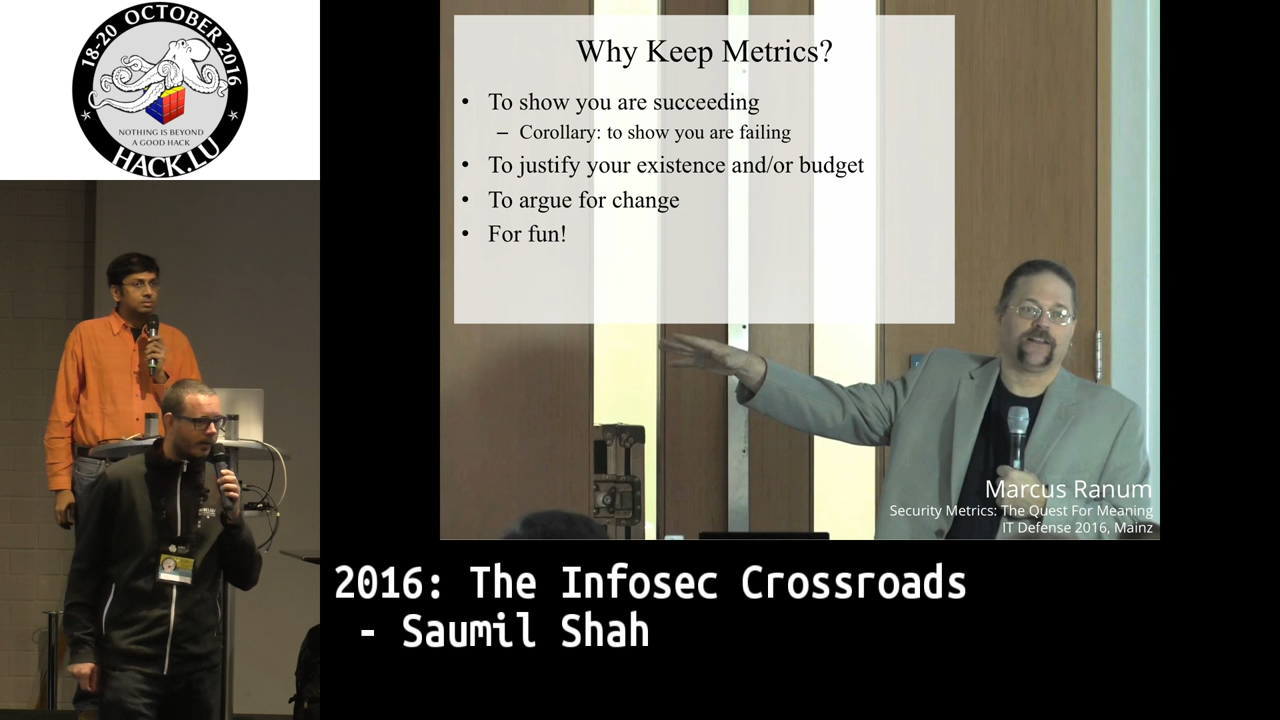 18-20 OCTOBER 2016
NOTHING IS BEYOND
A GOOD HACK
HACK.LU
Why Keep Metrics?
• To show you are succeeding
– Corollary: to show you are failing
• To justify your existence and/or budget
• To argue for change
• For fun!
Marcus Ranum
Security Metrics: The Quest For Meaning
IT Defense 2016, Mainz
2016: The Infosec Crossroads
- Saumil Shah